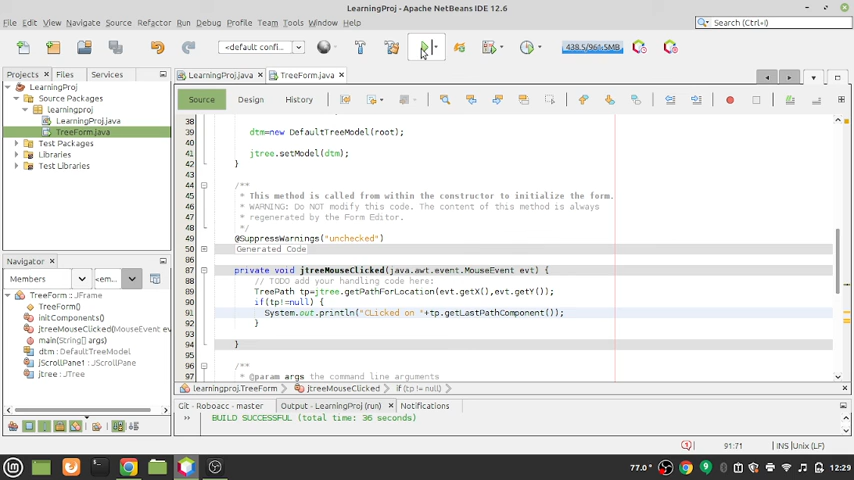 LearningProj - Apache NetBeans IDE 12.6
File Edit View Navigate Source Refactor Run Debug Profile Team Tools Window Help
Search (Ctrl+I)
<default confi...
438.5/961.5MB
Projects Files Services
LearningProj.java TreeForm.java
LearningProj
Source Packages
learningproj
LearningProj.java
TreeForm.java
Test Packages
Libraries
Test Libraries
Source Design History
38
39 dtm=new DefaultTreeModel(root);
40
41 jtree.setModel(dtm);
42 }
43
44 /**
45 * This method is called from within the constructor to initialize the form.
46 * WARNING: Do NOT modify this code. The content of this method is always
47 * regenerated by the Form Editor.
48 */
49 @SuppressWarnings("unchecked")
50 Generated Code
86
87 private void jtreeMouseClicked(java.awt.event.MouseEvent evt) {
88 // TODO add your handling code here:
89 TreePath tp=jtree.getPathForLocation(evt.getX(),evt.getY());
90 if(tp!=null) {
91 System.out.println("CLicked on "+tp.getLastPathComponent());
92 }
93
94 }
95
96 /**
97 * @param args the command line arguments
Navigator
Members <em...
TreeForm :: JFrame
TreeForm()
initComponents()
jtreeMouseClicked(MouseEvent ev
main(String[] args)
dtm : DefaultTreeModel
jScrollPane1 : JScrollPane
jtree : JTree
learningproj.TreeForm jtreeMouseClicked if (tp != null)
Git - Roboacc - master Output - LearningProj (run) Notifications
BUILD SUCCESSFUL (total time: 36 seconds)
1 91:71 INS Unix (LF)
77.0° 9 12:29